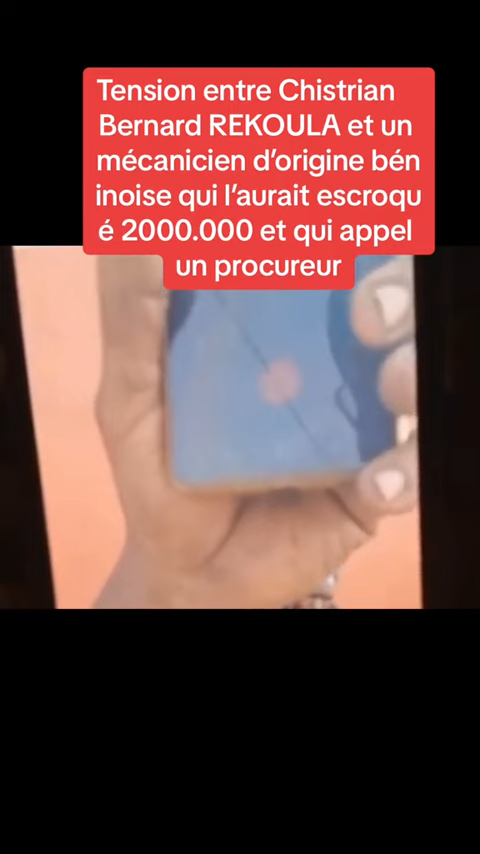 Tension entre Chistrian
Bernard REKOULA et un
mécanicien d’origine bén
inoise qui l’aurait escroqu
é 2000.000 et qui appel
un procureur